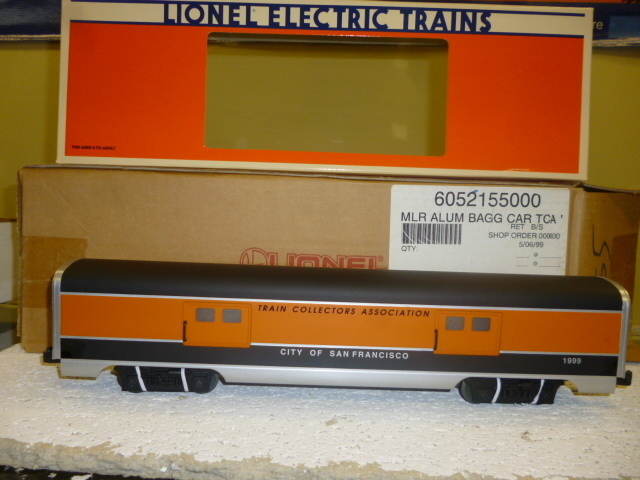 LIONEL ELECTRIC TRAINS
6052155000
MLR ALUM BAGG CAR TCA '
RET B/S
SHOP ORDER 000000
QTY
5/06/99
LIONEL
TRAIN COLLECTORS ASSOCIATION
CITY OF SAN FRANCISCO
1999